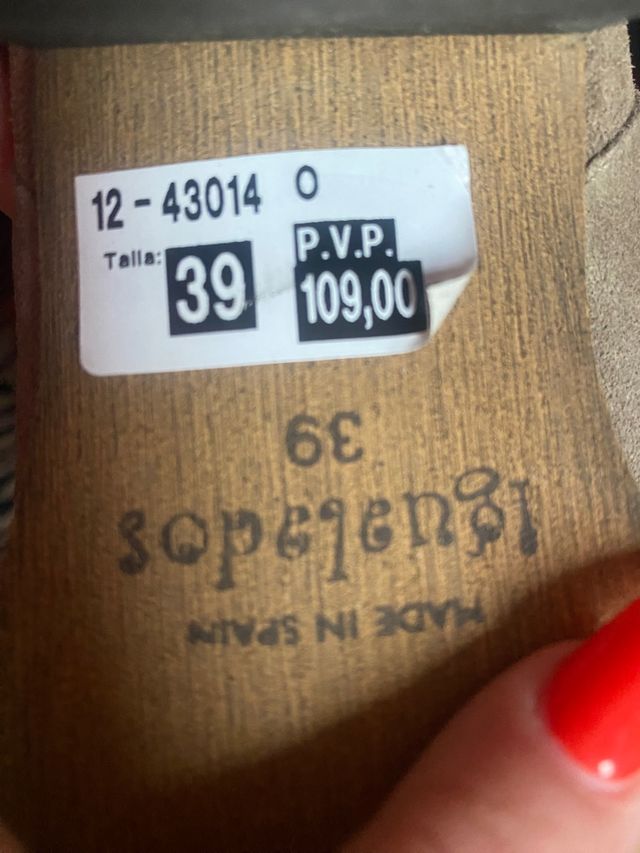 12-43014 O
Talla: 39 P.V.P. 109,00
MADE IN SPAIN
Igualados
39